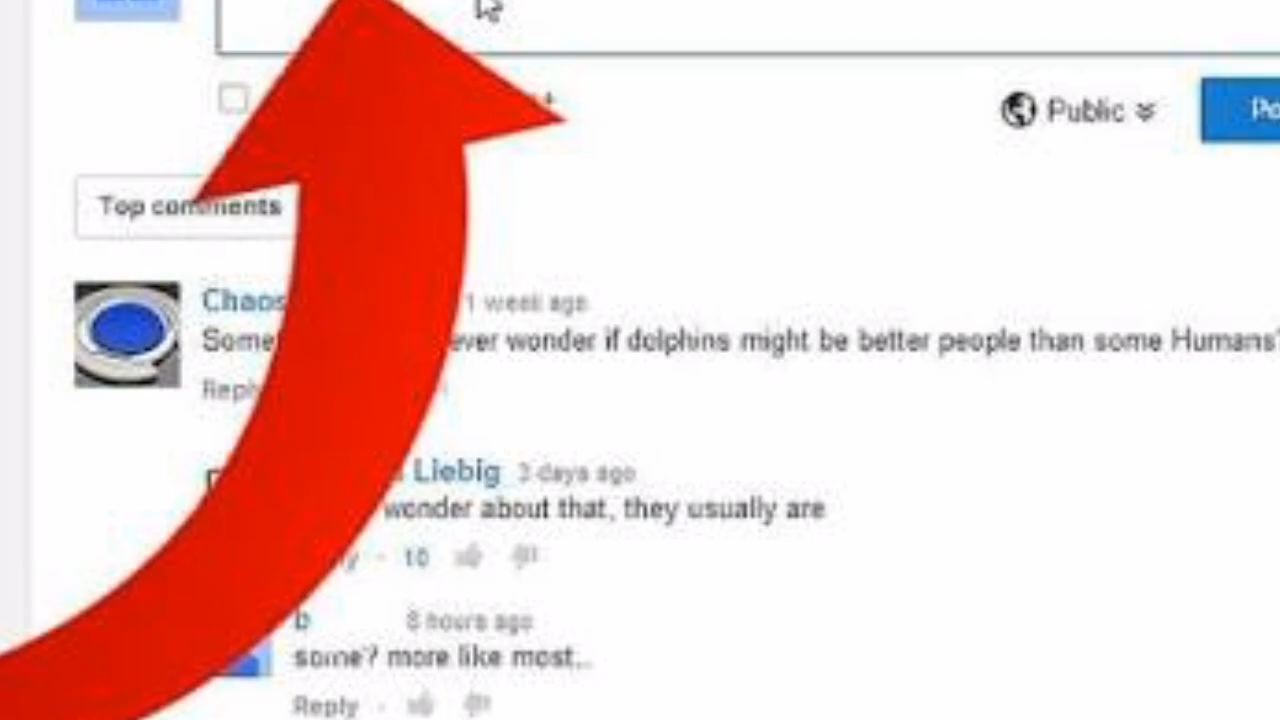 Public
Top comments
Chaos 1 week ago
Some ever wonder if dolphins might be better people than some Humans?
Liebig 3 days ago
wonder about that, they usually are
10
b 8 hours ago
some? more like most...
Reply